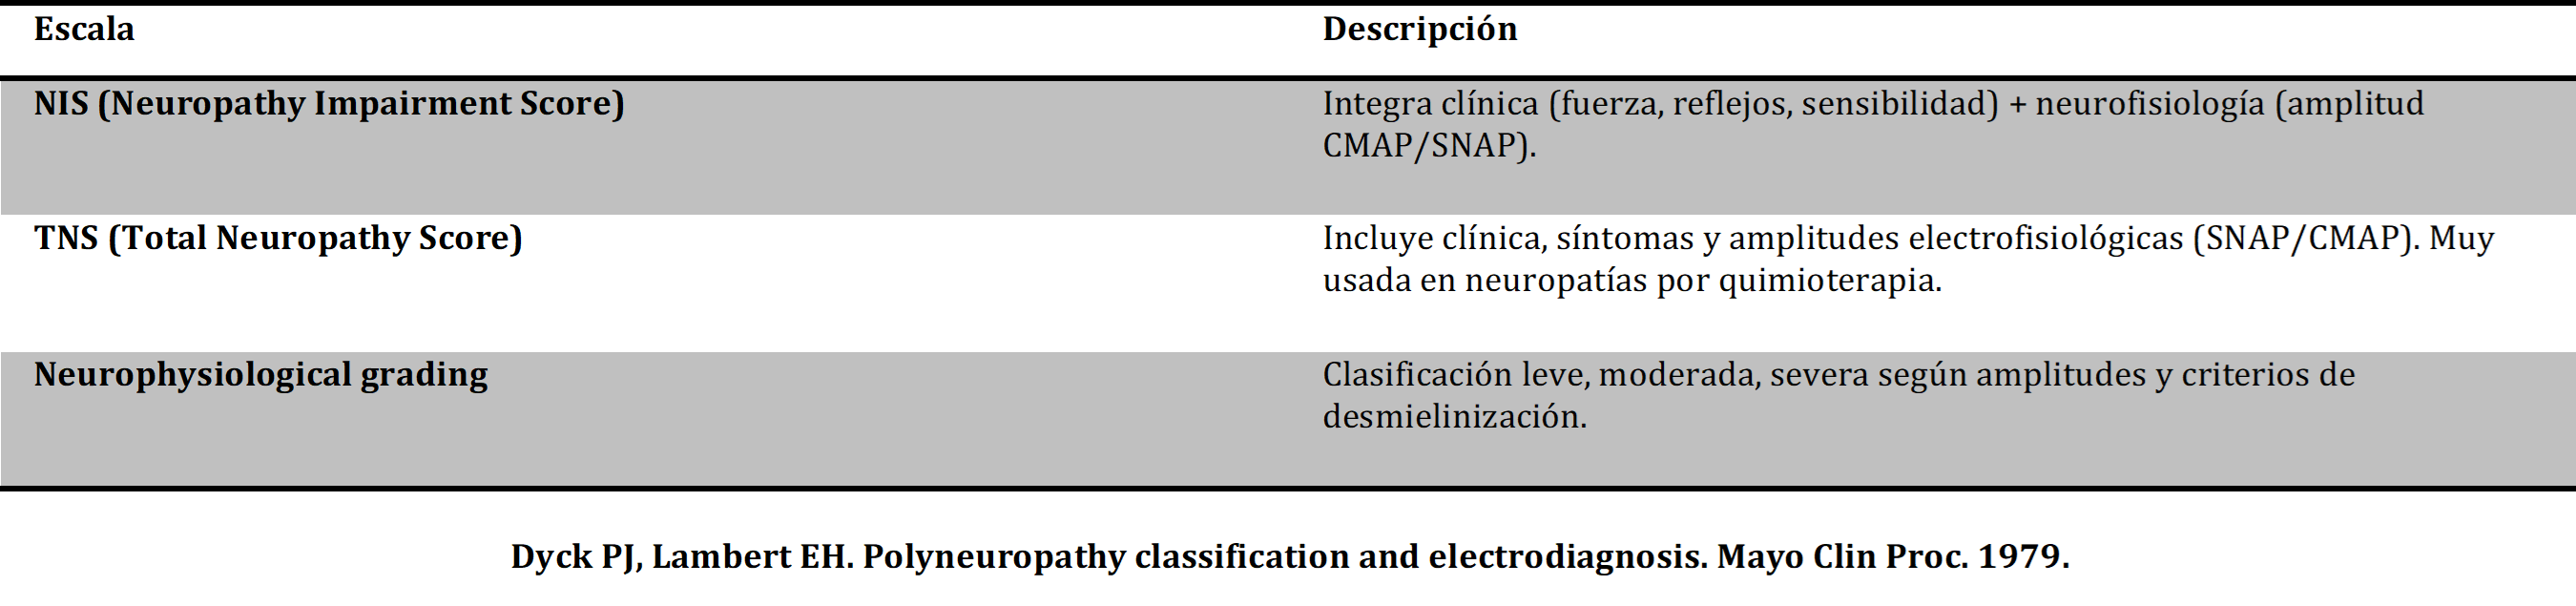 Escala
Descripción
NIS (Neuropathy Impairment Score)
Integra clínica (fuerza, reflejos, sensibilidad) + neurofisiología (amplitud
CMAP/SNAP).
TNS (Total Neuropathy Score)
Incluye clínica, síntomas y amplitudes electrofisiológicas (SNAP/CMAP). Muy
usada en neuropatías por quimioterapia.
Neurophysiological grading
Clasificación leve, moderada, severa según amplitudes y criterios de
desmielinización.
Dyck PJ, Lambert EH. Polyneuropathy classification and electrodiagnosis. Mayo Clin Proc. 1979.